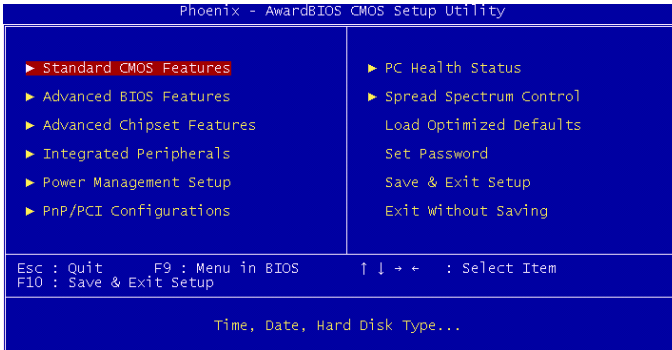 Phoenix - AwardBIOS CMOS Setup Utility
► Standard CMOS Features
► Advanced BIOS Features
► Advanced Chipset Features
► Integrated Peripherals
► Power Management Setup
► PnP/PCI Configurations
► PC Health Status
► Spread Spectrum Control
Load Optimized Defaults
Set Password
Save & Exit Setup
Exit Without Saving
Esc : Quit F9 : Menu in BIOS ↑ ↓ → ← : Select Item
F10 : Save & Exit Setup
Time, Date, Hard Disk Type...